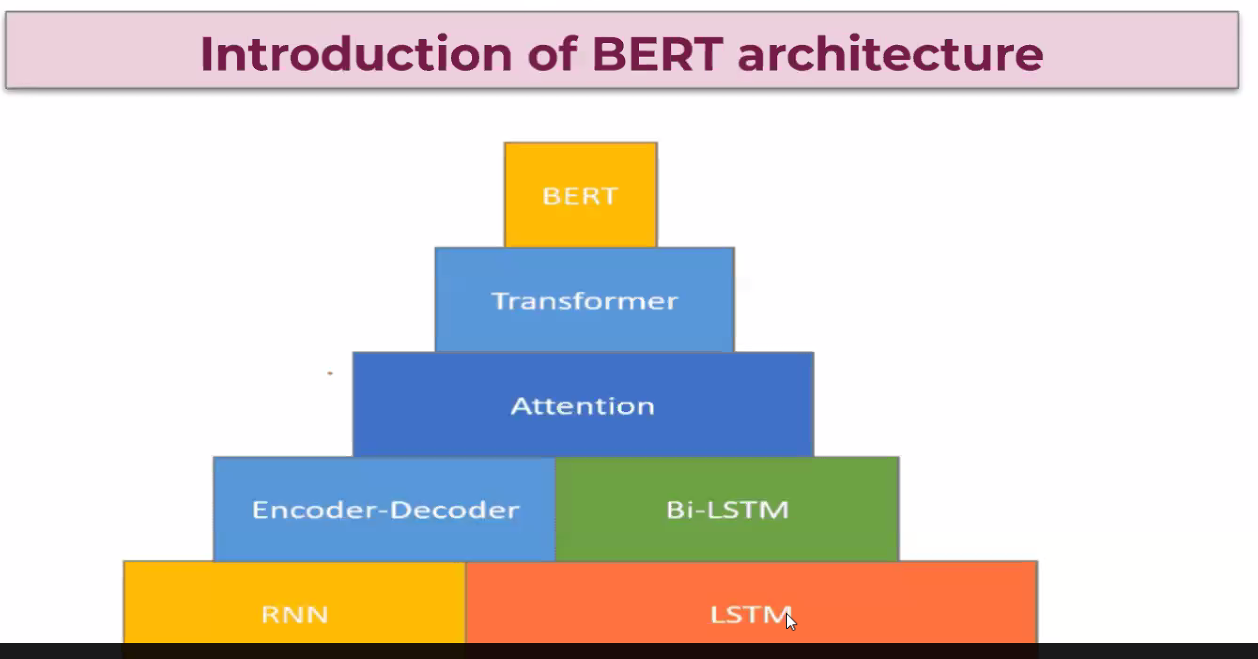 Introduction of BERT architecture
BERT
Transformer
Attention
Encoder-Decoder
Bi-LSTM
RNN
LSTM